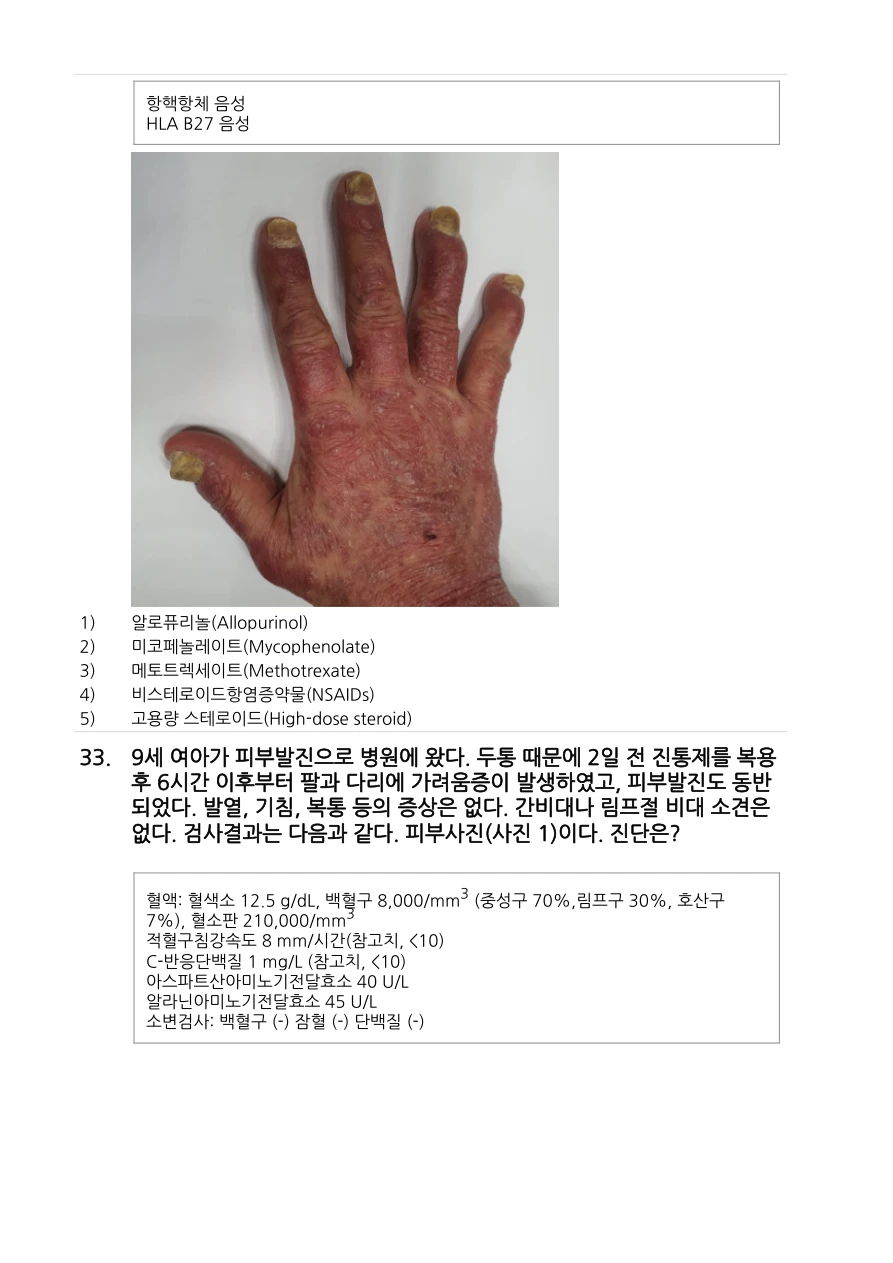 항핵항체 음성
HLA B27 음성
1) 알로퓨리놀(Allopurinol)
2) 미코페놀레이트(Mycophenolate)
3) 메토트렉세이트(Methotrexate)
4) 비스테로이드항염증약물(NSAIDs)
5) 고용량 스테로이드(High-dose steroid)
33. 9세 여아가 피부발진으로 병원에 왔다. 두통 때문에 2일 전 진통제를 복용
후 6시간 이후부터 팔과 다리에 가려움증이 발생하였고, 피부발진도 동반
되었다. 발열, 기침, 복통 등의 증상은 없다. 간비대나 림프절 비대 소견은
없다. 검사결과는 다음과 같다. 피부사진(사진 1)이다. 진단은?
혈액: 혈색소 12.5 g/dL, 백혈구 8,000/mm³ (중성구 70%,림프구 30%, 호산구
7%), 혈소판 210,000/mm³
적혈구침강속도 8 mm/시간(참고치, <10)
C-반응단백질 1 mg/L (참고치, <10)
아스파트산아미노기전달효소 40 U/L
알라닌아미노기전달효소 45 U/L
소변검사: 백혈구 (-) 잠혈 (-) 단백질 (-)